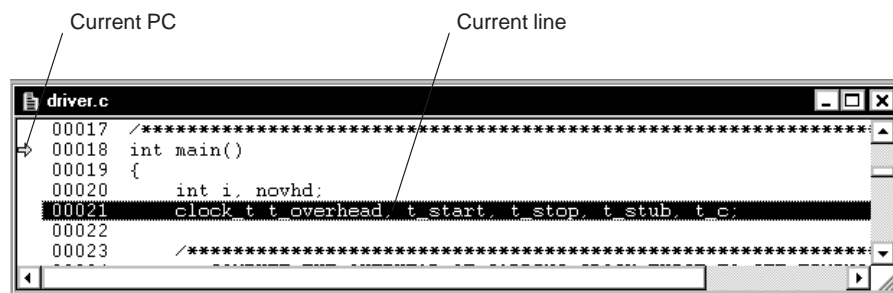 Current PC
Current line
driver.c
00017 /***************************************************************
00018 int main()
00019 {
00020 int i, novhd;
00021 clock_t t_overhead, t_start, t_stop, t_stub, t_c;
00022
00023 /***********************************************************